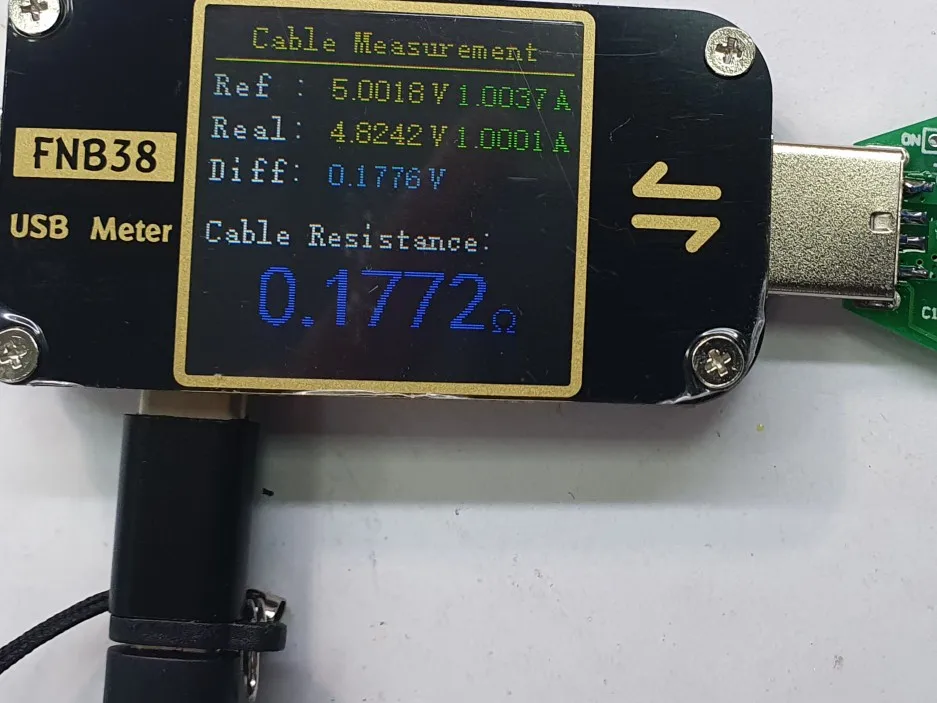 Cable Measurement
Ref : 5.0018 V 1.0037 A
Real: 4.8242 V 1.0001 A
Diff: 0.1776 V
Cable Resistance:
0.1772Ω
FNB38
USB Meter
ON
C1